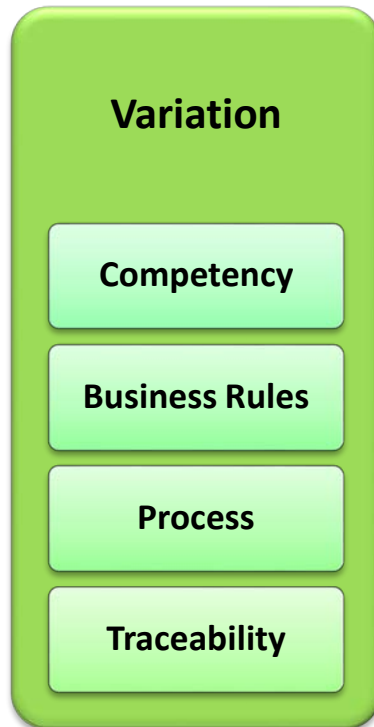 Variation
Competency
Business Rules
Process
Traceability